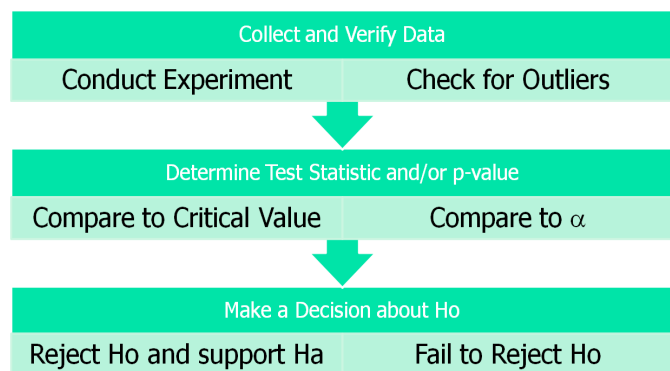 Collect and Verify Data
Conduct Experiment
Check for Outliers
Determine Test Statistic and/or p-value
Compare to Critical Value
Compare to α
Make a Decision about Ho
Reject Ho and support Ha
Fail to Reject Ho